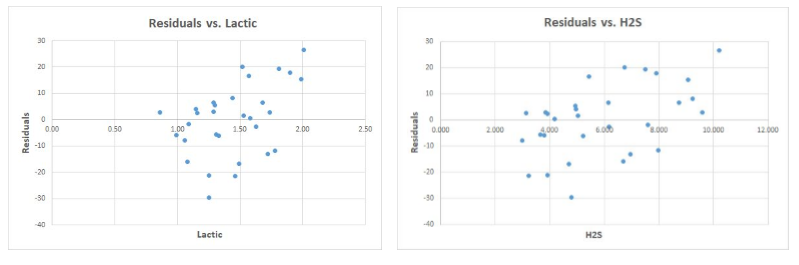 Residuals vs. Lactic
30
20
10
0
-10
-20
-30
-40
0.00 0.50 1.00 1.50 2.00 2.50
Residuals
Lactic
Residuals vs. H2S
30
20
10
0
-10
-20
-30
-40
0.000 2.000 4.000 6.000 8.000 10.000 12.000
Residuals
H2S